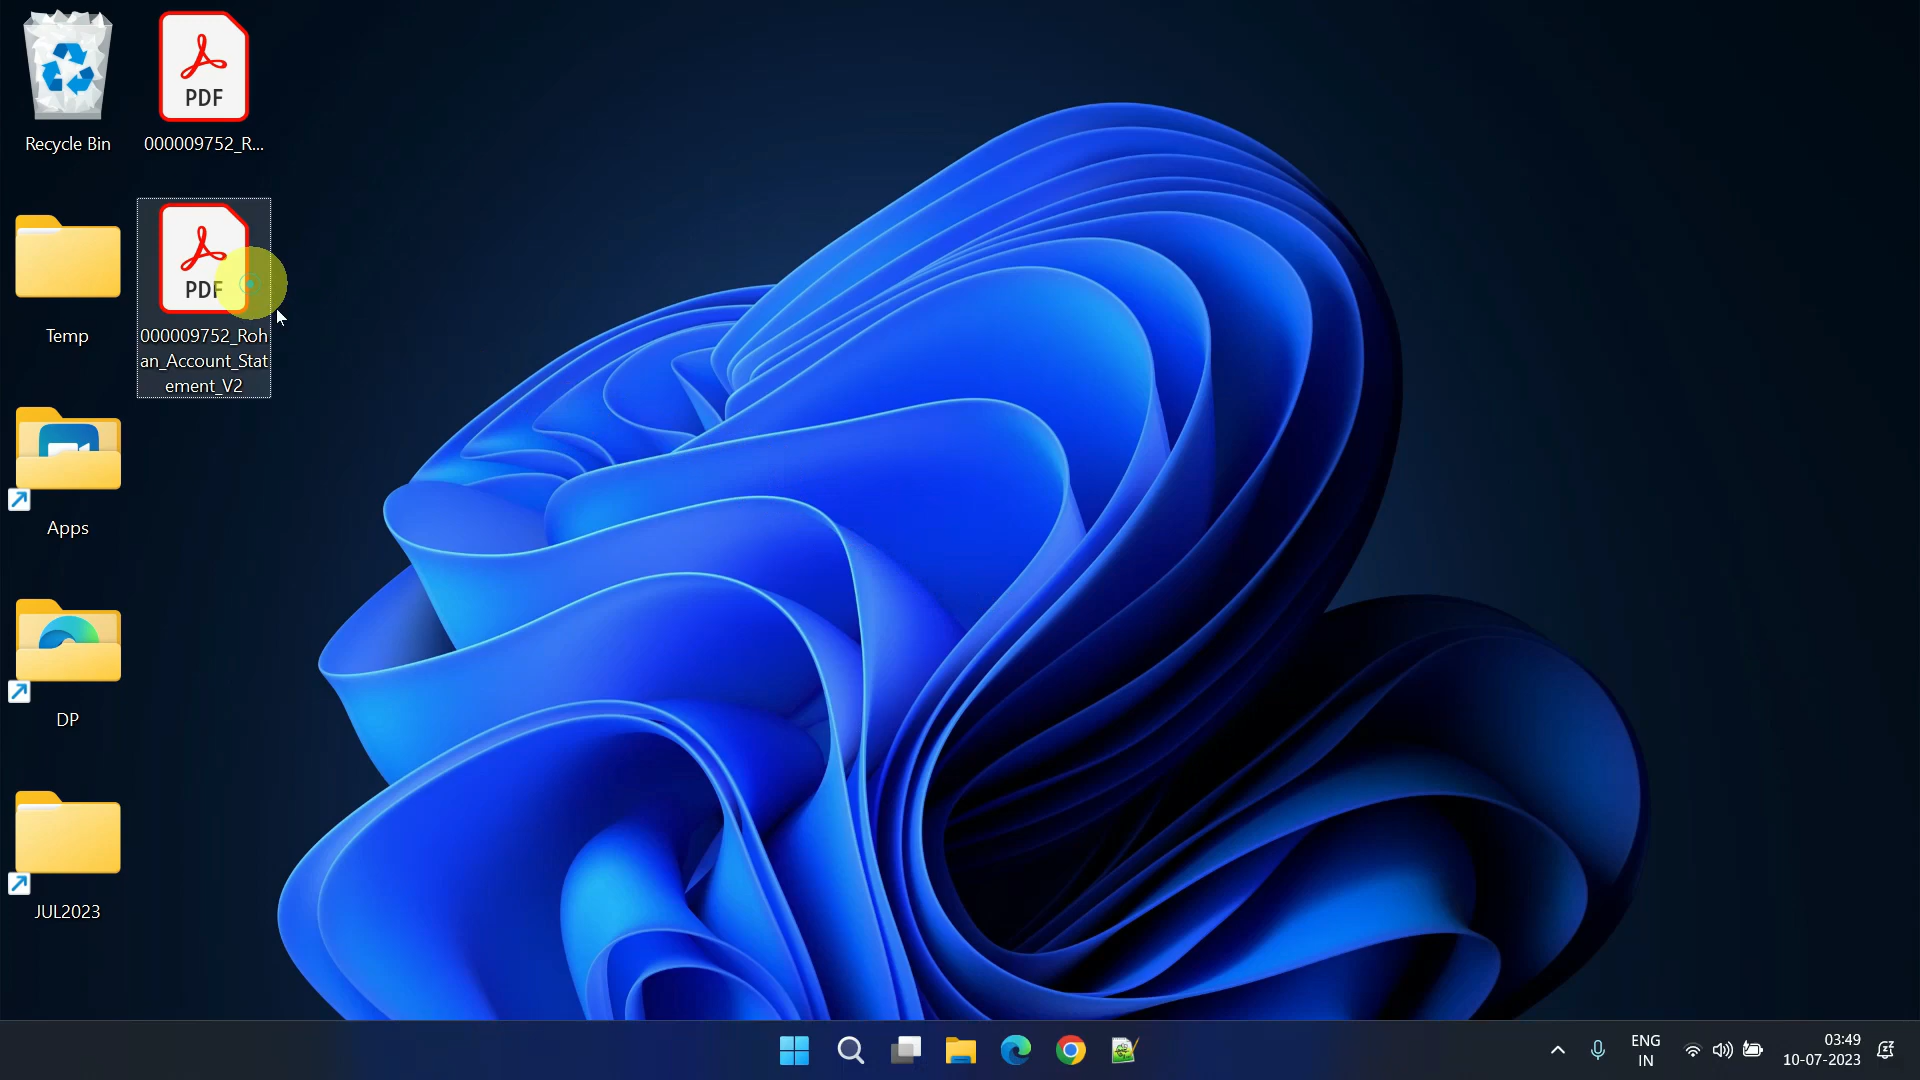 Recycle Bin
PDF
000009752_R...
Temp
PDF
000009752_Roh
an_Account_Stat
ement_V2
Apps
DP
JUL2023
ENG
IN
03:49
10-07-2023